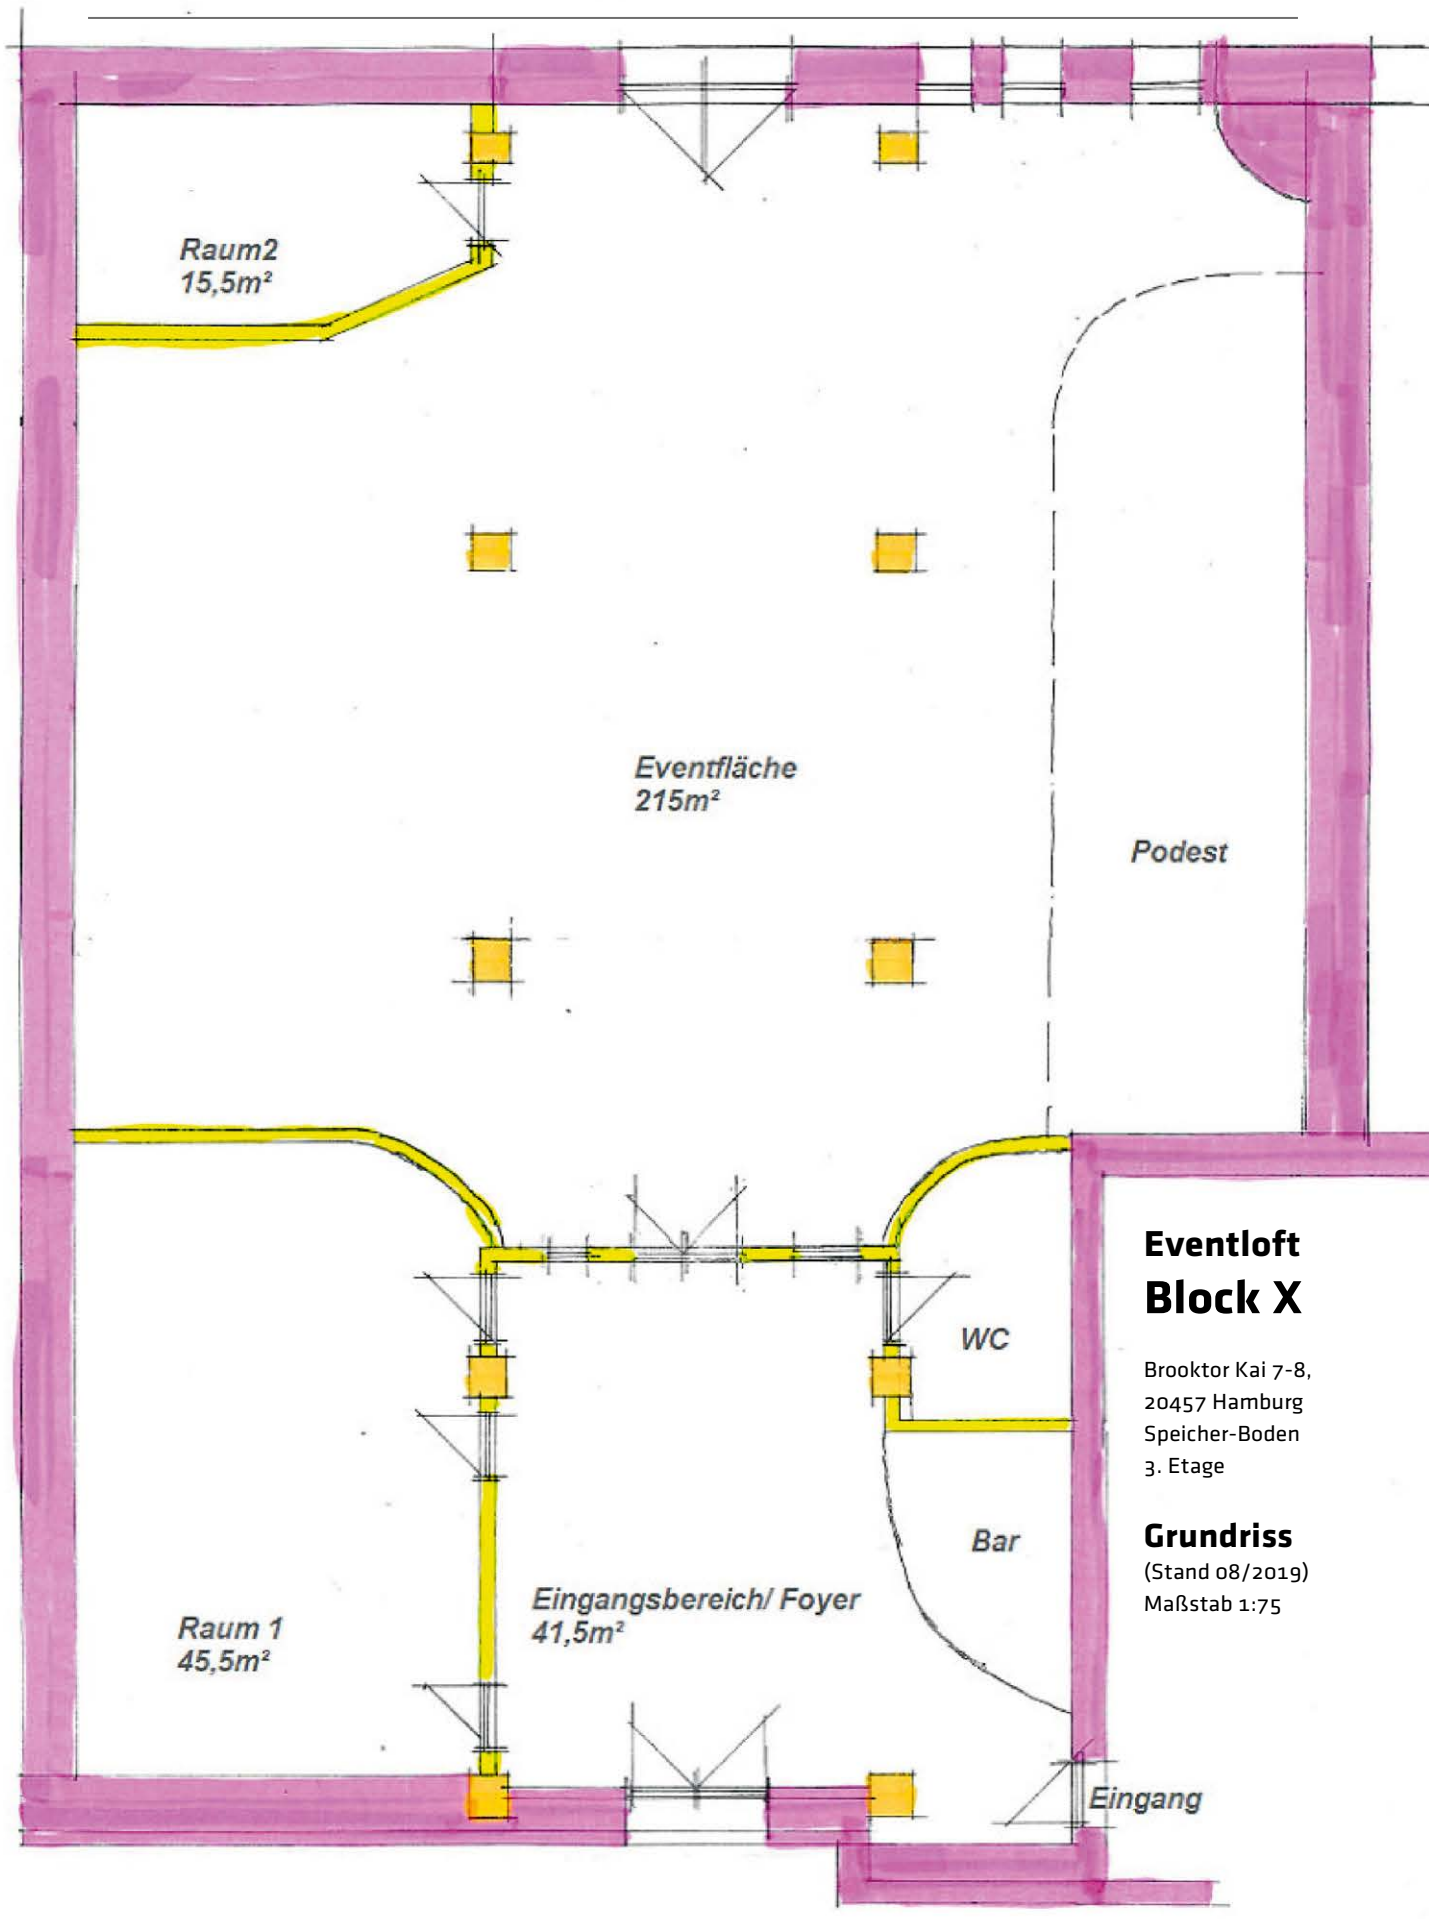 Raum2
15,5m²
Eventfläche
215m²
Podest
Eventloft
Block X
WC
Brooktor Kai 7-8,
20457 Hamburg
Speicher-Boden
3. Etage
Bar
Grundriss
(Stand 08/2019)
Maßstab 1:75
Eingangsbereich/ Foyer
41,5m²
Raum 1
45,5m²
Eingang